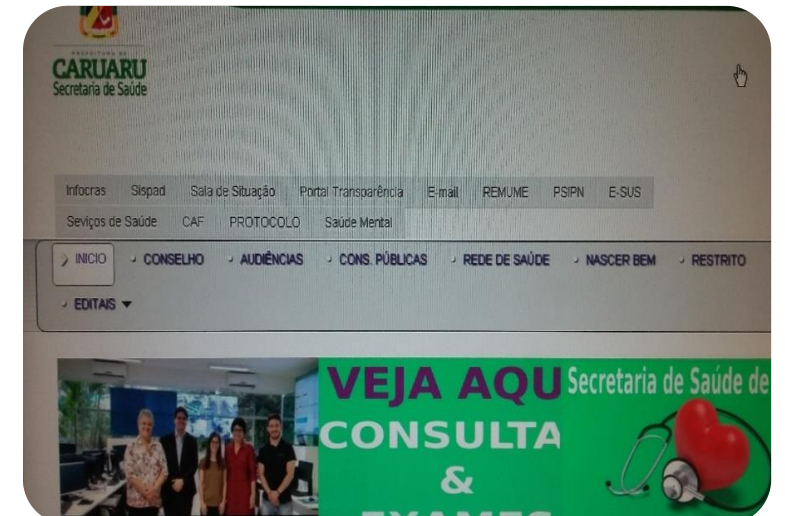 PREFEITURA DE
CARUARU
Secretaria de Saúde
Infocras Sispad Sala de Situação Portal Transparência E-mail REMUME PSIPN E-SUS
Seviços de Saúde CAF PROTOCOLO Saúde Mental
INICIO CONSELHO AUDIÊNCIAS CONS. PÚBLICAS REDE DE SAÚDE NASCER BEM RESTRITO
EDITAIS
VEJA AQU Secretaria de Saúde de
CONSULTA
&
EXAMES